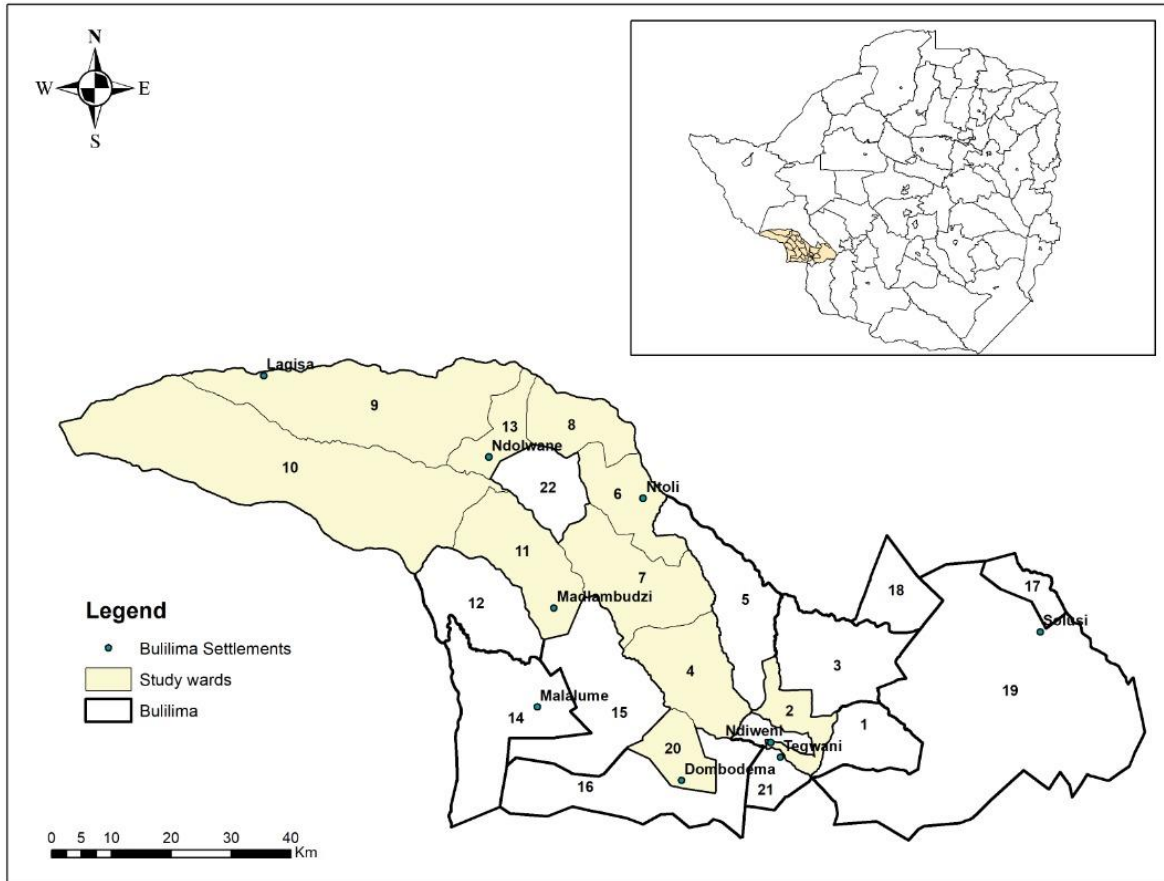 N
W E
S
Lagisa
9
13
8
Ndolwane
10
22
6
Ntoli
11
7
12
Madlambudzi
5
18
17
Solusi
3
4
19
Legend
Bulilima Settlements
Study wards
Bulilima
14
Malalume
15
2
1
Ndiweni
Tegwani
20
Dombodema
16
21
0 5 10 20 30 40
Km